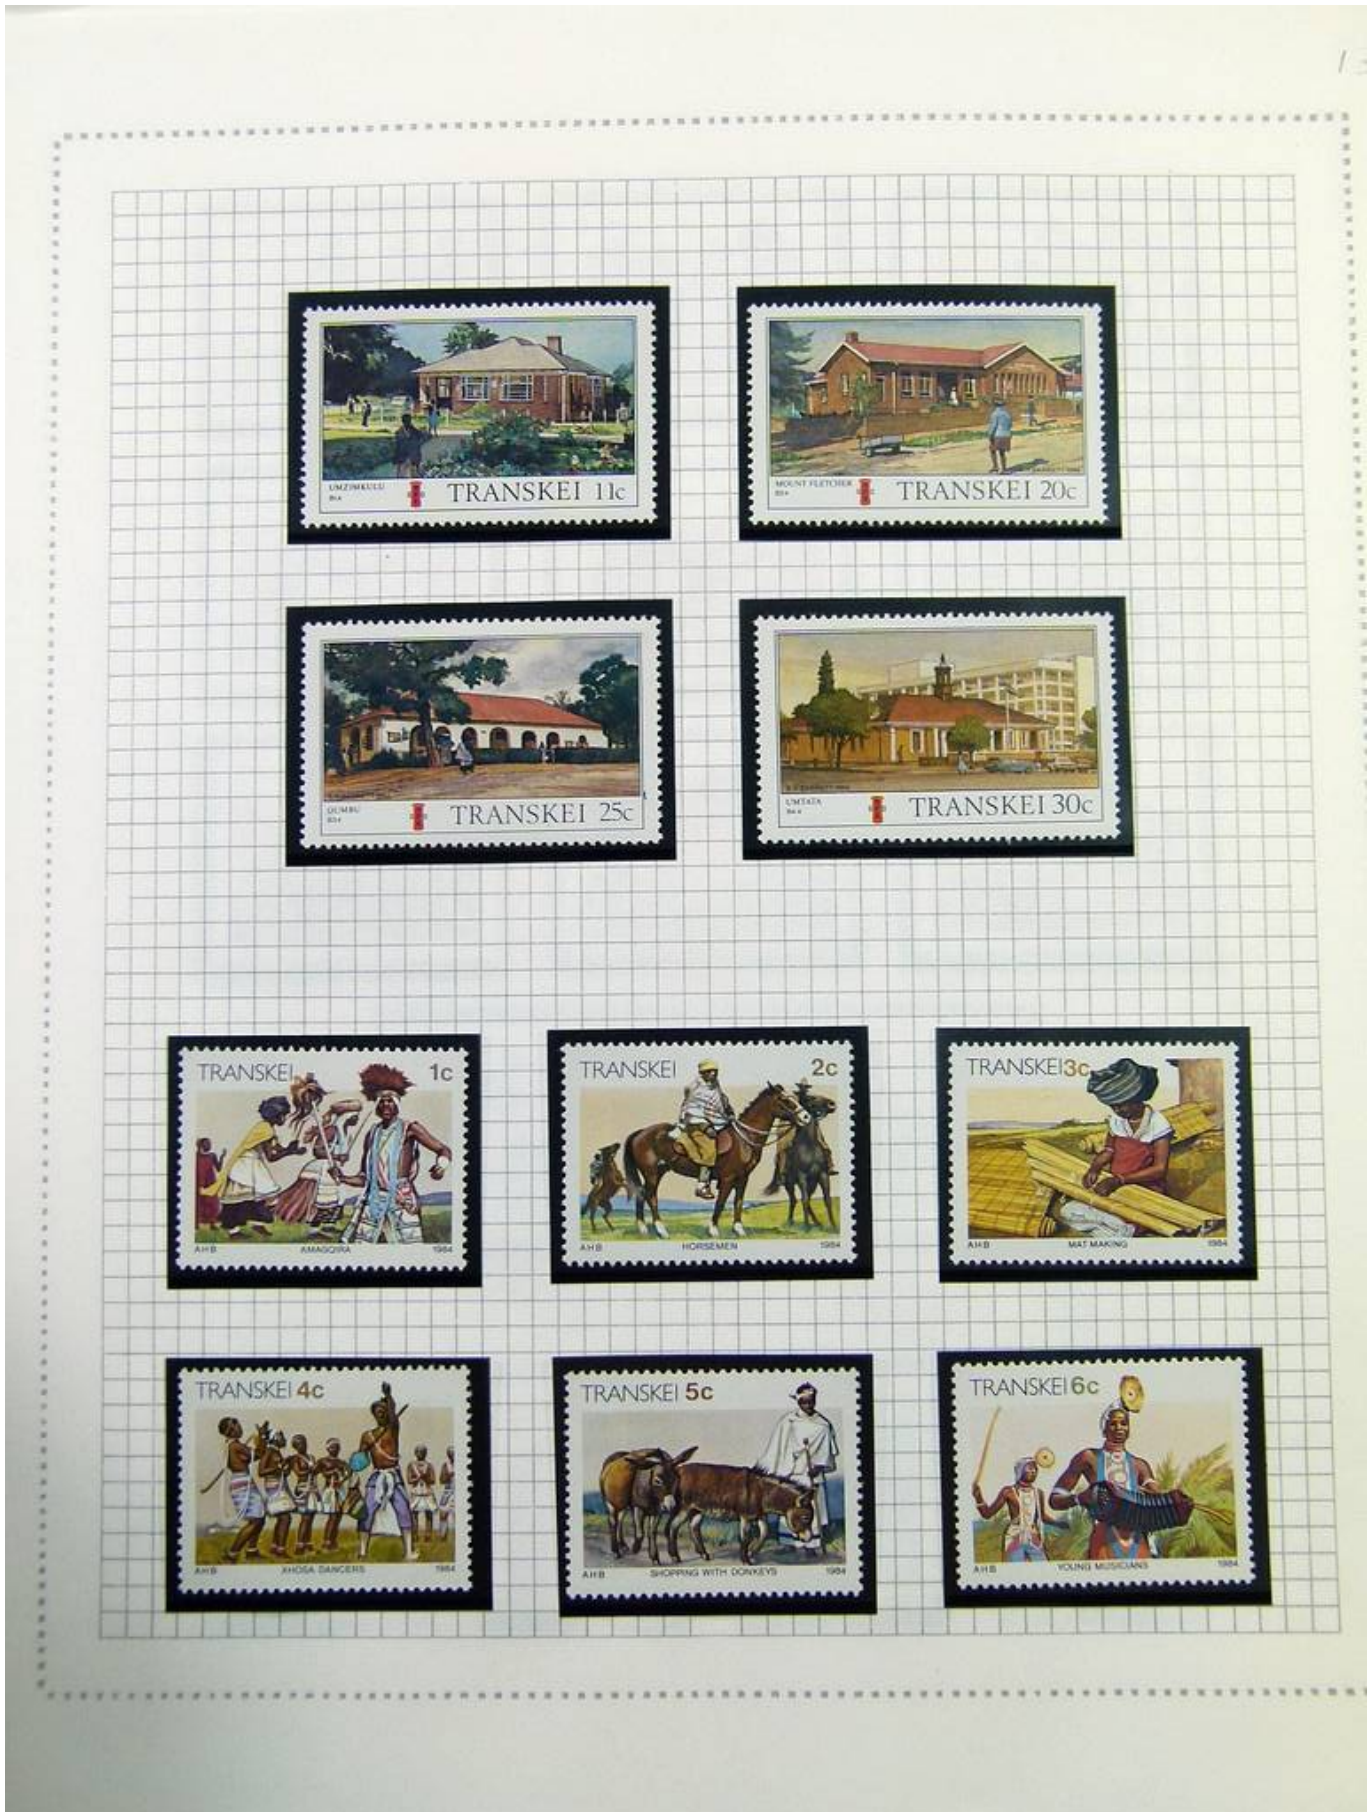 UMZIMKULU
TRANSKEI 11c
MOUNT FLETCHER
TRANSKEI 20c
QUMBU
TRANSKEI 25c
UMTATA
TRANSKEI 30c
TRANSKEI 1c
AHB AMAGQIRA 1984
TRANSKEI 2c
AHB HORSEMEN 1984
TRANSKEI 3c
AHB MAT MAKING 1984
TRANSKEI 4c
AHB XHOSA DANCERS 1984
TRANSKEI 5c
AHB SHOPPING WITH DONKEYS 1984
TRANSKEI 6c
AHB YOUNG MUSICIANS 1984